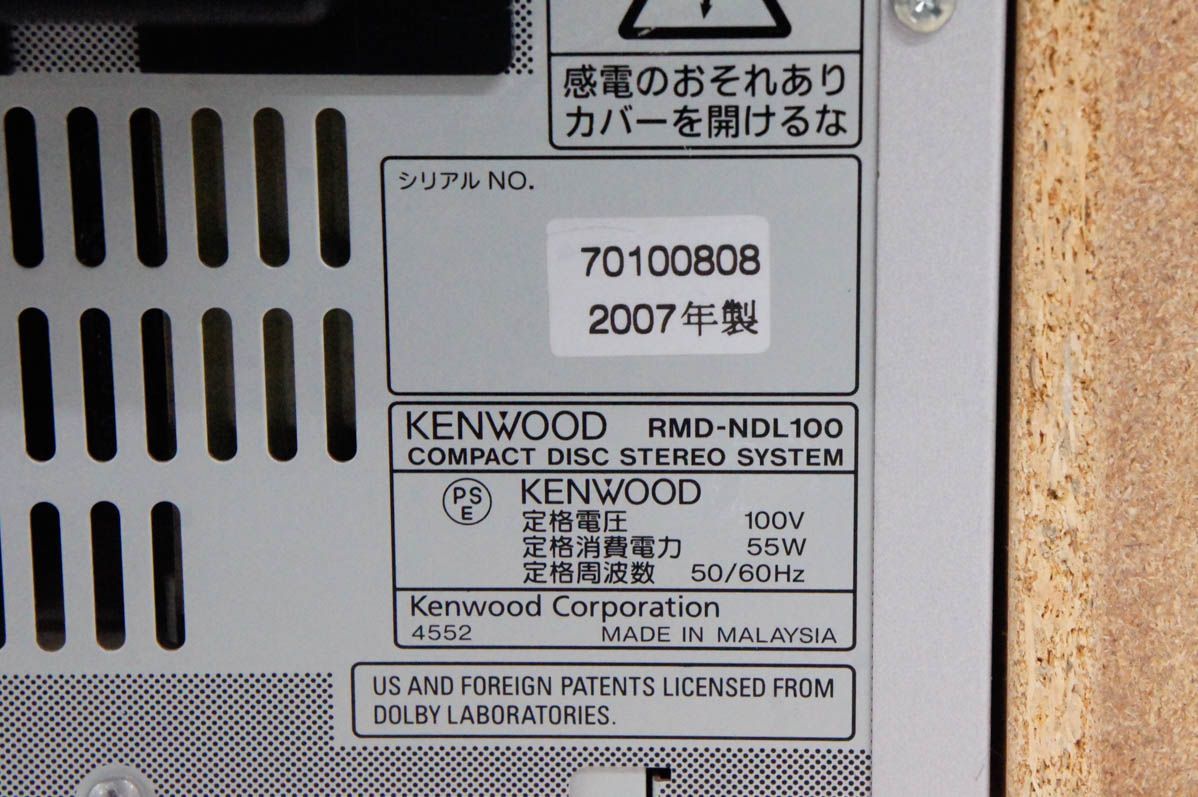 感電のおそれあり
カバーを開けるな
シリアル NO.
70100808
2007年製
KENWOOD RMD-NDL100
COMPACT DISC STEREO SYSTEM
PS
E
KENWOOD
定格電圧 100V
定格消費電力 55W
定格周波数 50/60Hz
Kenwood Corporation
4552 MADE IN MALAYSIA
US AND FOREIGN PATENTS LICENSED FROM
DOLBY LABORATORIES.